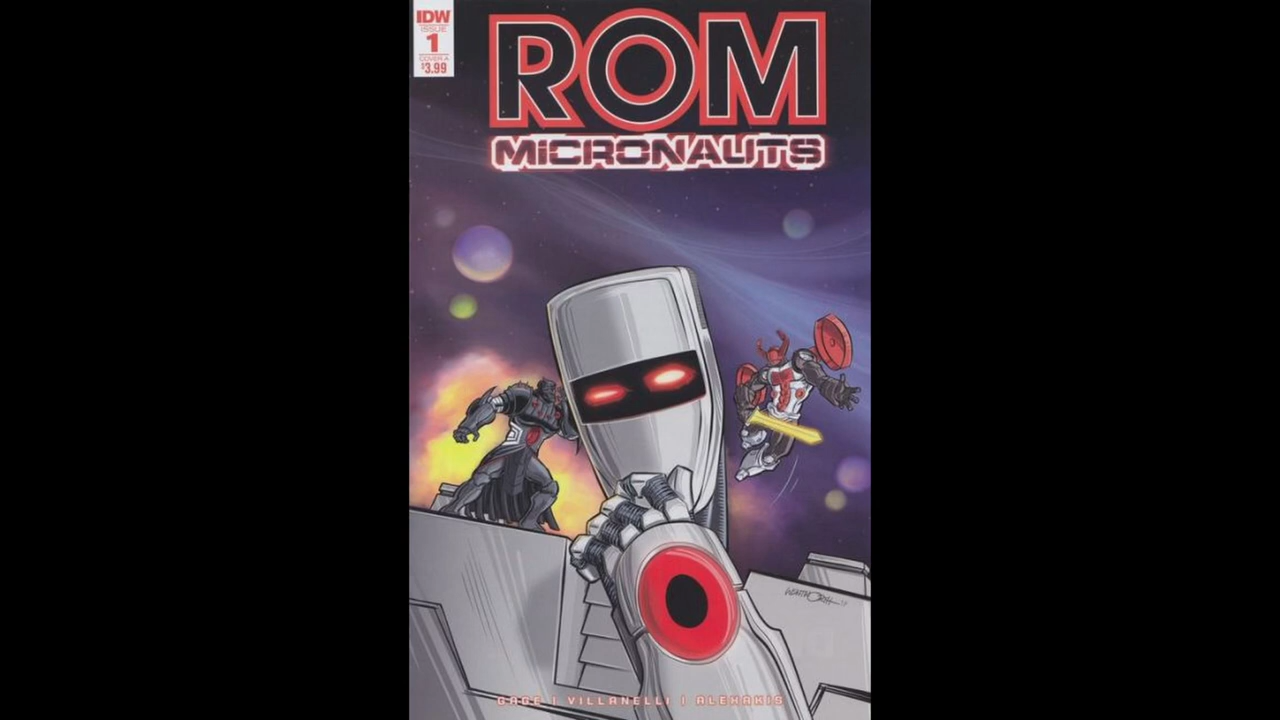 IDW
ISSUE
1
COVER A
$3.99
ROM
MiCRONAUTS
GAGE | VILLANELLI | ALEXAKIS